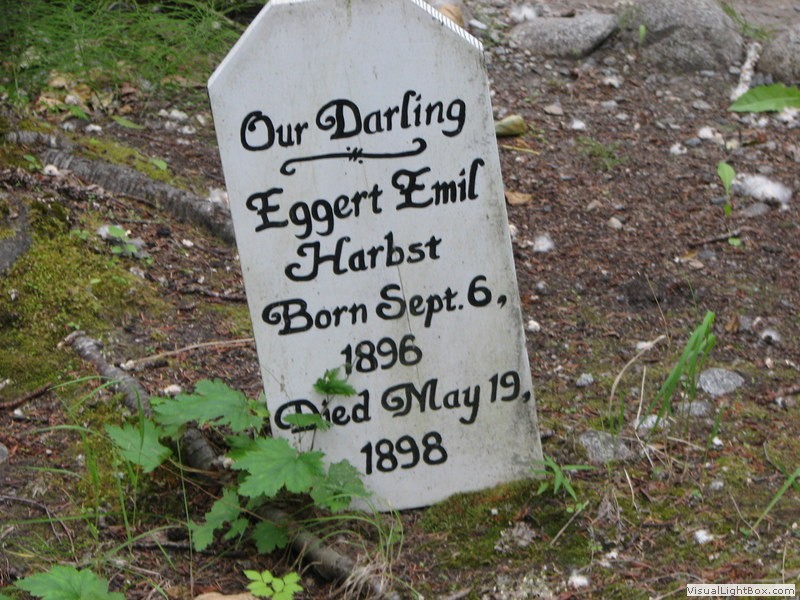 Our Darling
Eggert Emil
Harbst
Born Sept. 6,
1896
Died May 19,
1898
VisualLightBox.com